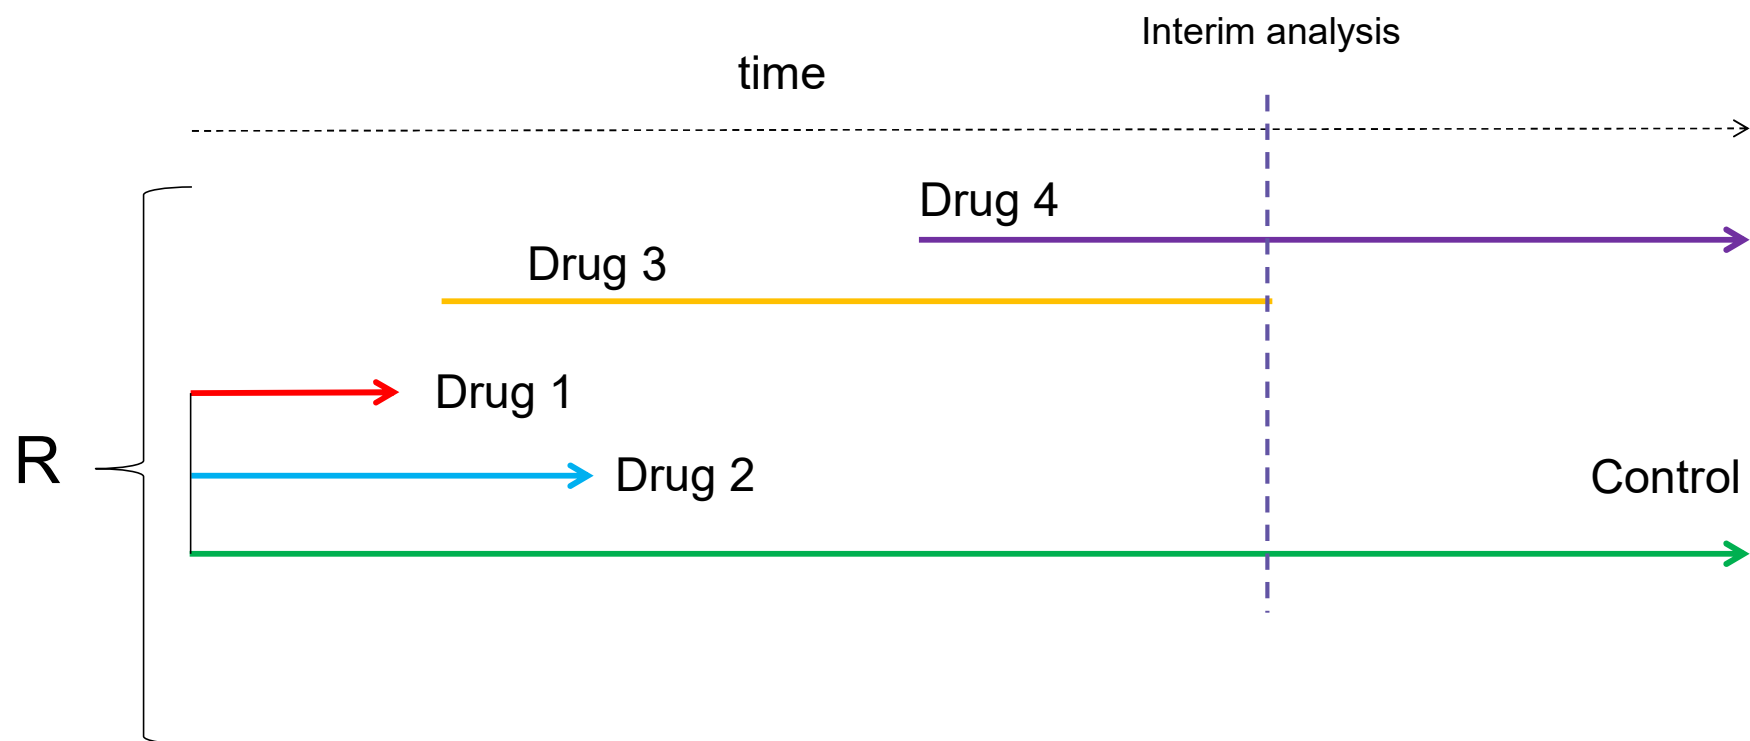 Interim analysis
time
Drug 4
Drug 3
Drug 1
R
Drug 2
Control